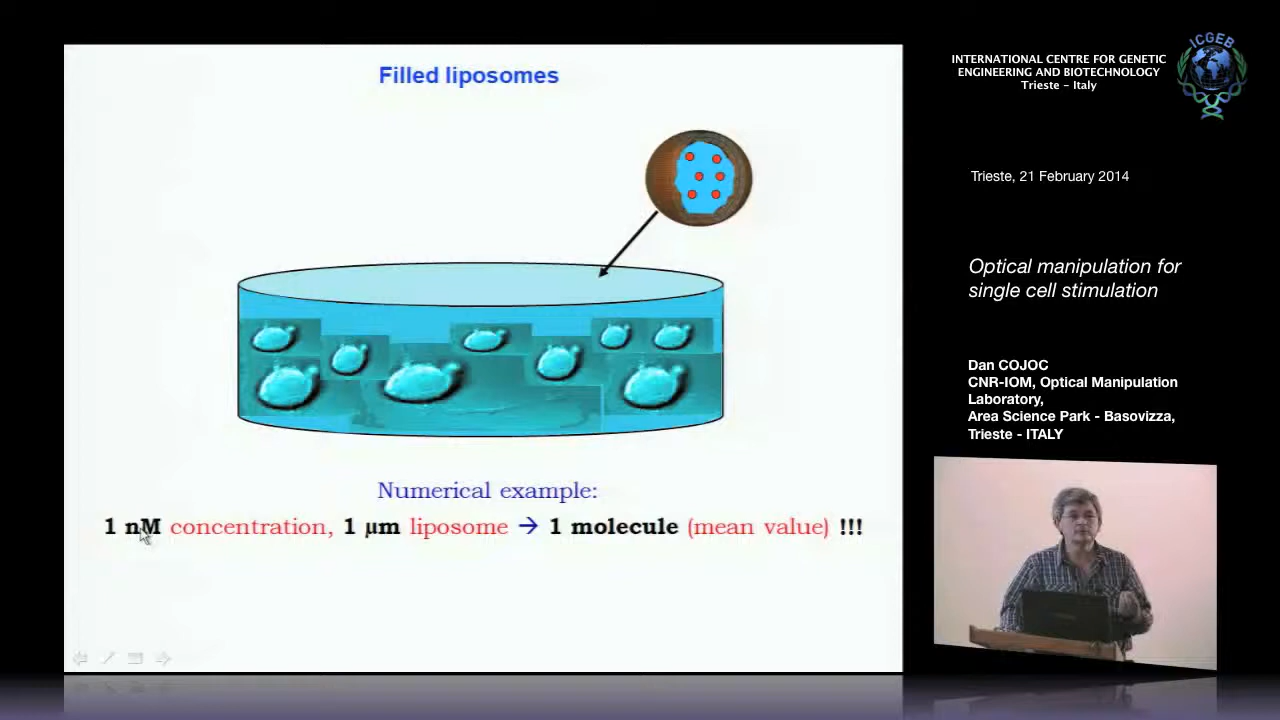 Filled liposomes
Numerical example:
1 nM concentration, 1 µm liposome → 1 molecule (mean value) !!!
INTERNATIONAL CENTRE FOR GENETIC
ENGINEERING AND BIOTECHNOLOGY
Trieste – Italy
ICGEB
Trieste, 21 February 2014
Optical manipulation for
single cell stimulation
Dan COJOC
CNR-IOM, Optical Manipulation
Laboratory,
Area Science Park - Basovizza,
Trieste - ITALY